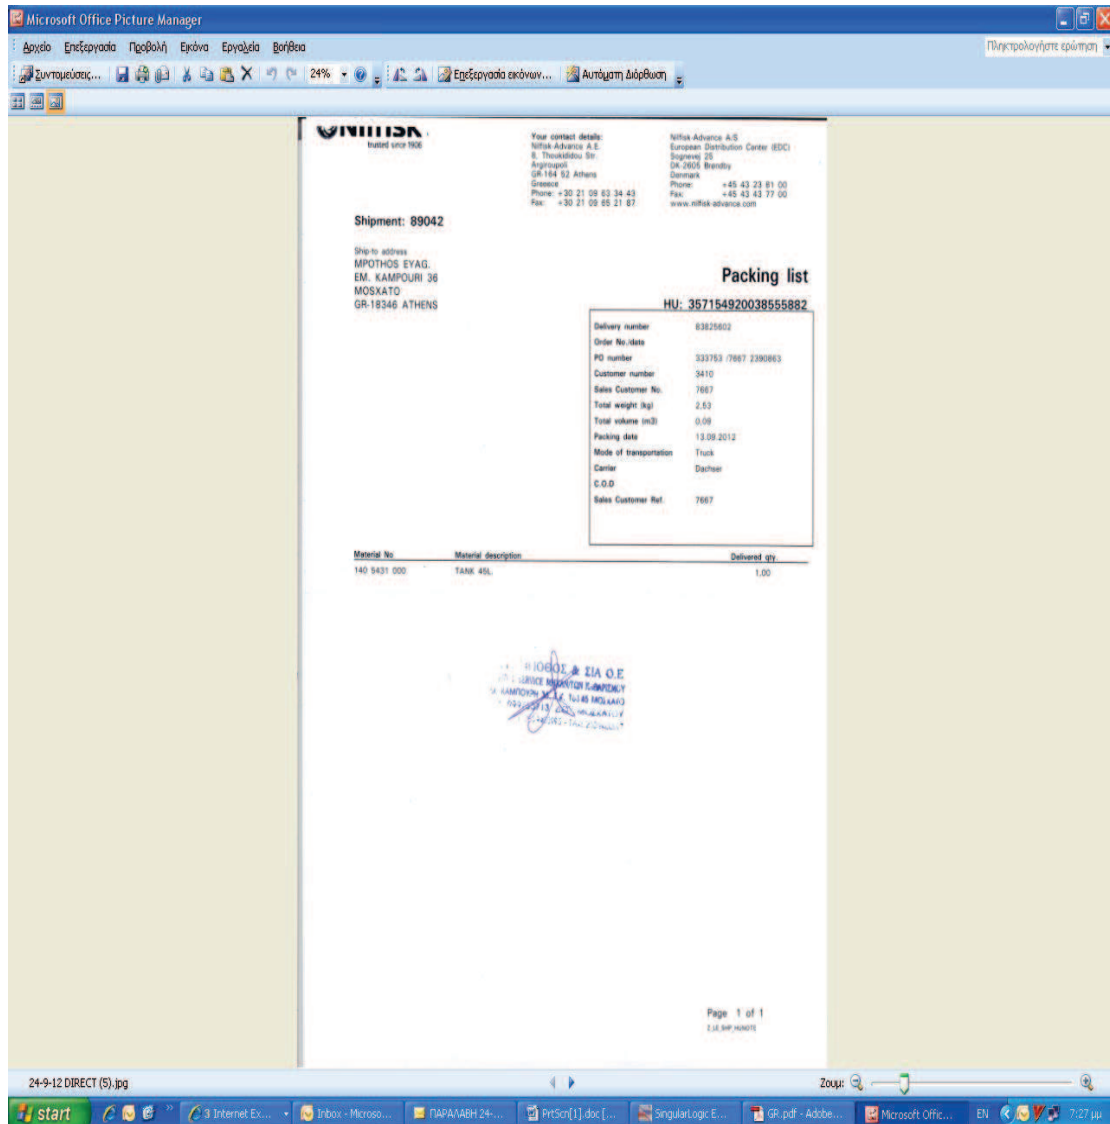 Microsoft Office Picture Manager
Αρχείο Επεξεργασία Προβολή Εικόνα Εργαλεία Βοήθεια
Πληκτρολογήστε ερώτηση
Συντομεύσεις... 24% Επεξεργασία εικόνων... Αυτόματη Διόρθωση
trusted since 1906
Your contact details:
Nilfisk-Advance A.E.
8, Thoukididou Str.
Argiroupoli
GR-164 52 Athens
Greeece
Phone: +30 21 09 63 34 43
Fax: +30 21 09 65 21 87
Nilfisk-Advance A/S
European Distribution Center (EDC)
Sognevej 25
DK-2605 Brøndby
Denmark
Phone: +45 43 23 81 00
Fax: +45 43 43 77 00
www.nilfisk-advance.com
Shipment: 89042
Ship-to address
MPOTHOS EYAG.
EM. KAMPOURI 36
MOSXATO
GR-18346 ATHENS
Packing list
HU: 357154920038555882
Delivery number 83825602
Order No./date
PO number 333753 /7667 2390863
Customer number 3410
Sales Customer No. 7667
Total weight (kg) 2,53
Total volume (m3) 0,09
Packing date 13.09.2012
Mode of transportation Truck
Carrier Dachser
C.O.D
Sales Customer Ref. 7667
Material No Material description Delivered qty.
140 5431 000 TANK 45L. 1,00
& ΣΙΑ Ο.Ε
Page 1 of 1
24-9-12 DIRECT (5).jpg
Ζουμ:
start 3 Internet Ex... Inbox - Microso... ΠΑΡΑΛΑΒΗ 24-... PrtScn[1].doc [... SingularLogic E... GR.pdf - Adobe... Microsoft Offic... EN 7:27 μμ